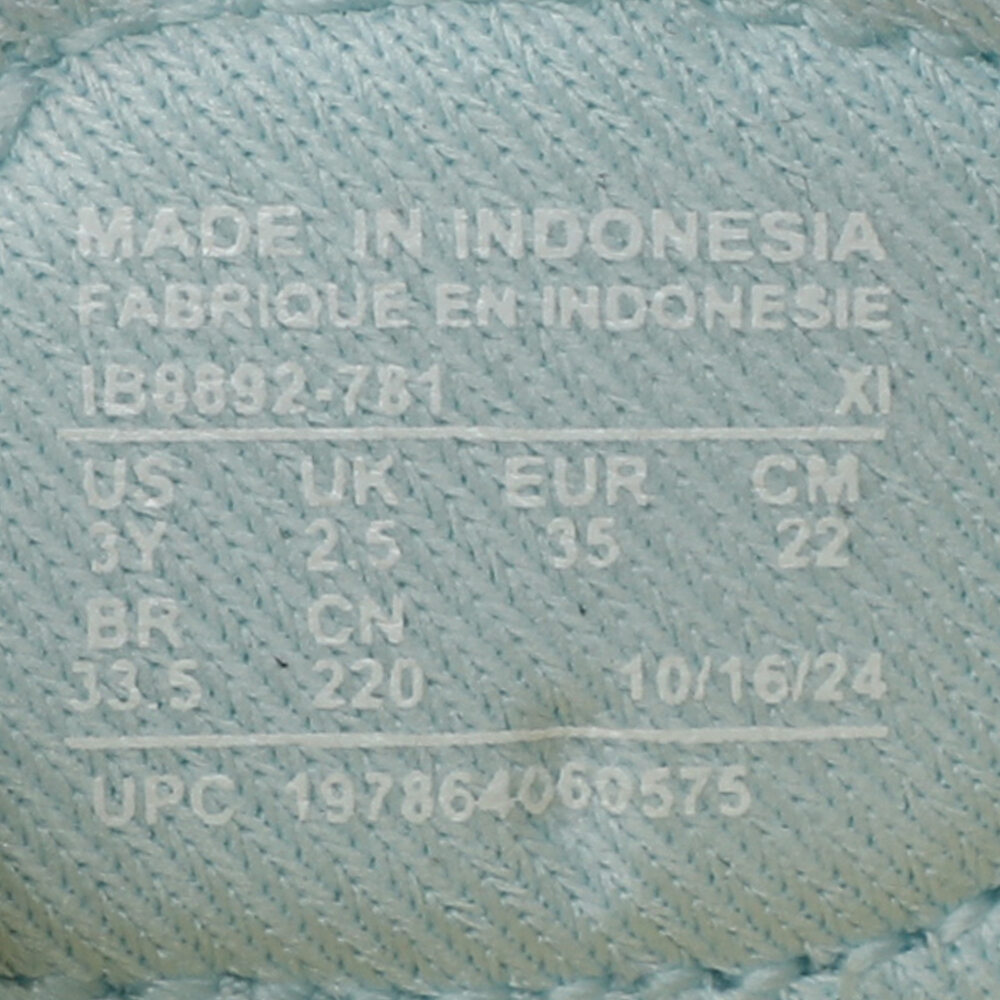 MADE IN INDONESIA
FABRIQUE EN INDONESIE
IB8892-781 XI
US UK EUR CM
3Y 2.5 35 22
BR CN
33.5 220 10/16/24
UPC 197864060575